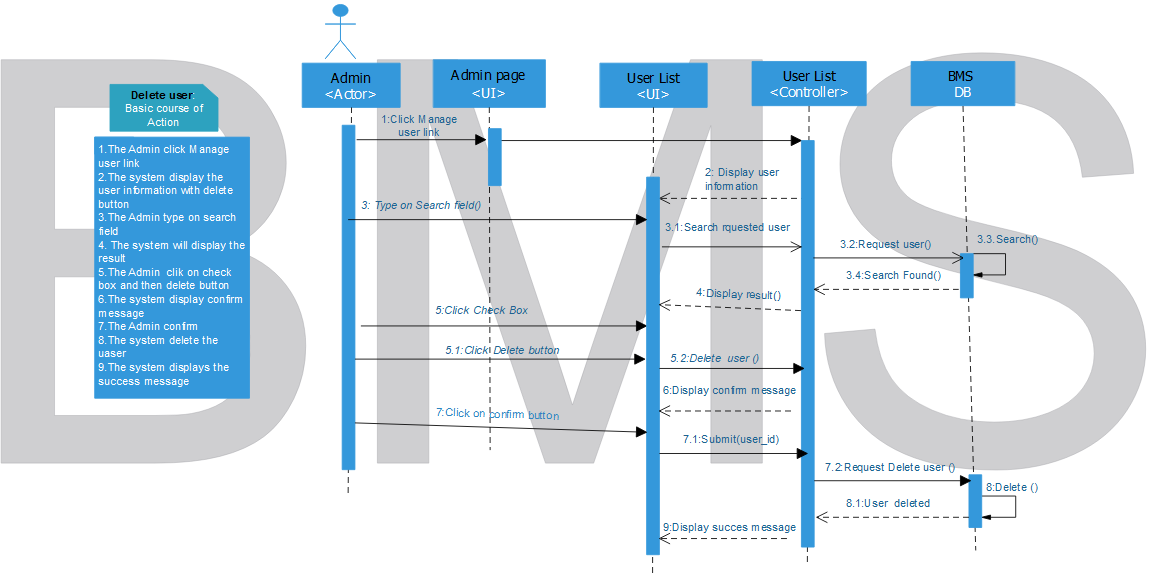 BMS
Admin
<Actor>
Admin page
<UI>
User List
<UI>
User List
<Controller>
BMS
DB
Delete user
Basic course of
Action
1.The Admin click Manage
user link
2.The system display the
user information with delete
button
3.The Admin type on search
field
4. The system will display the
result
5.The Admin clik on check
box and then delete button
6.The system display confirm
message
7.The Admin confirm
8.The system delete the
uaser
9.The system displays the
success message
1:Click Manage
user link
2: Display user
information
3: Type on Search field()
3.1:Search rquested user
3.2:Request user()
3.3.Search()
3.4:Search Found()
4:Display result()
5:Click Check Box
5.1:Click Delete button
5.2:Delete user ()
6:Display confirm message
7:Click on confirm button
7.1:Submit(user_id)
7.2:Request Delete user ()
8:Delete ()
8.1:User deleted
9:Display succes message